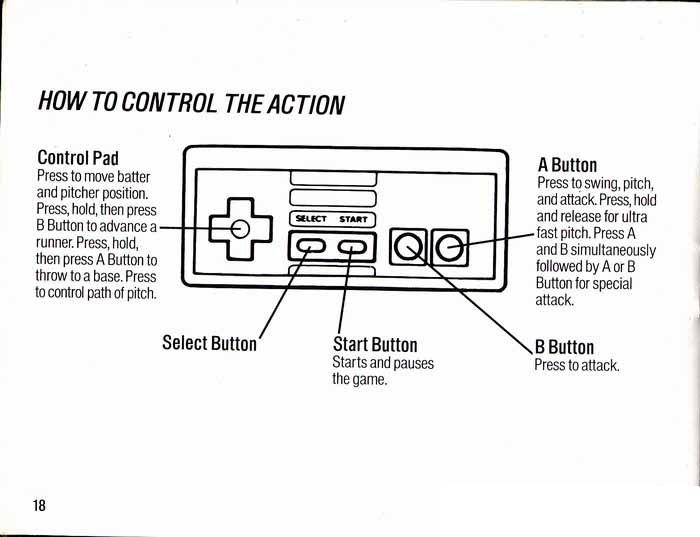 HOW TO CONTROL THE ACTION
Control Pad
Press to move batter
and pitcher position.
Press, hold, then press
B Button to advance a
runner. Press, hold,
then press A Button to
throw to a base. Press
to control path of pitch.
SELECT START
A Button
Press to swing, pitch,
and attack. Press, hold
and release for ultra
fast pitch. Press A
and B simultaneously
followed by A or B
Button for special
attack.
Select Button
Start Button
Starts and pauses
the game.
B Button
Press to attack.
18